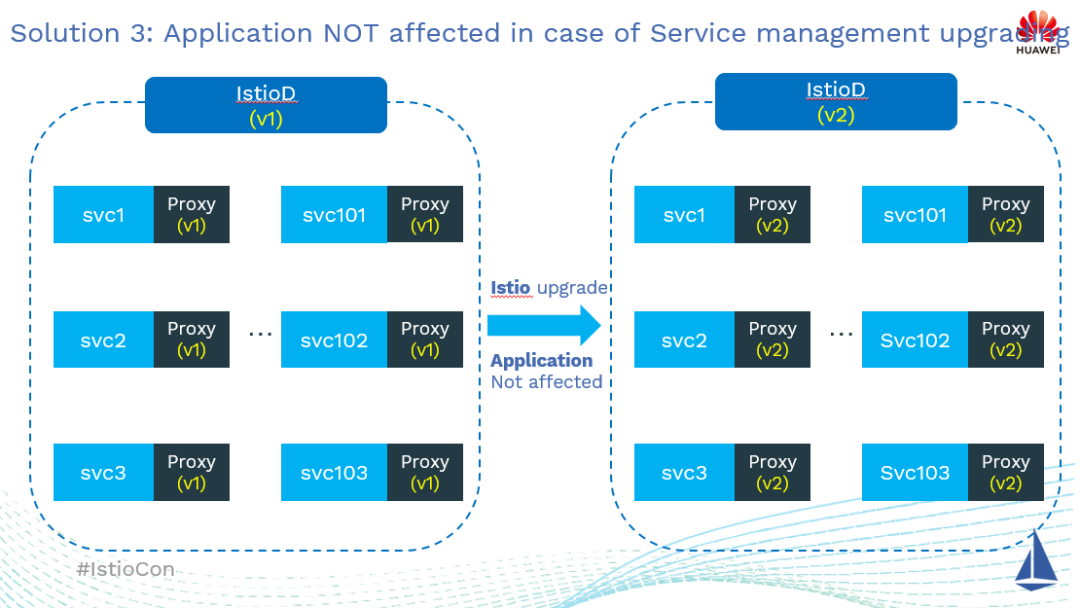 Solution 3: Application NOT affected in case of Service management upgrading
HUAWEI
IstioD
(v1)
svc1
Proxy
(v1)
svc101
Proxy
(v1)
svc2
Proxy
(v1)
...
svc102
Proxy
(v1)
svc3
Proxy
(v1)
svc103
Proxy
(v1)
Istio upgrade
Application
Not affected
IstioD
(v2)
svc1
Proxy
(v2)
svc101
Proxy
(v2)
svc2
Proxy
(v2)
...
Svc102
Proxy
(v2)
svc3
Proxy
(v2)
Svc103
Proxy
(v2)
#IstioCon